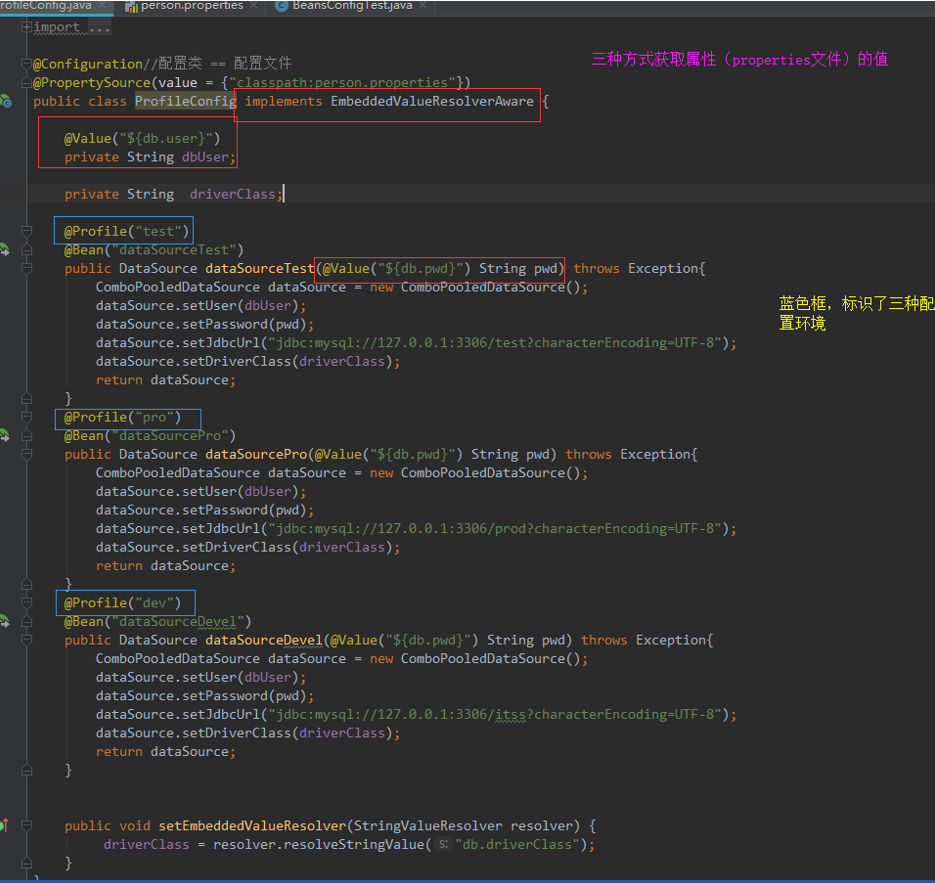 rofileConfig.java × person.properties × BeansConfigTest.java ×
import ...
@Configuration//配置类 == 配置文件
三种方式获取属性（properties文件）的值
@PropertySource(value = {"classpath:person.properties"})
public class ProfileConfig implements EmbeddedValueResolverAware {
@Value("${db.user}")
private String dbUser;
private String driverClass;
@Profile("test")
@Bean("dataSourceTest")
public DataSource dataSourceTest(@Value("${db.pwd}") String pwd) throws Exception{
ComboPooledDataSource dataSource = new ComboPooledDataSource();
蓝色框，标识了三种配
置环境
dataSource.setUser(dbUser);
dataSource.setPassword(pwd);
dataSource.setJdbcUrl("jdbc:mysql://127.0.0.1:3306/test?characterEncoding=UTF-8");
dataSource.setDriverClass(driverClass);
return dataSource;
}
@Profile("pro")
@Bean("dataSourcePro")
public DataSource dataSourcePro(@Value("${db.pwd}") String pwd) throws Exception{
ComboPooledDataSource dataSource = new ComboPooledDataSource();
dataSource.setUser(dbUser);
dataSource.setPassword(pwd);
dataSource.setJdbcUrl("jdbc:mysql://127.0.0.1:3306/prod?characterEncoding=UTF-8");
dataSource.setDriverClass(driverClass);
return dataSource;
}
@Profile("dev")
@Bean("dataSourceDevel")
public DataSource dataSourceDevel(@Value("${db.pwd}") String pwd) throws Exception{
ComboPooledDataSource dataSource = new ComboPooledDataSource();
dataSource.setUser(dbUser);
dataSource.setPassword(pwd);
dataSource.setJdbcUrl("jdbc:mysql://127.0.0.1:3306/itss?characterEncoding=UTF-8");
dataSource.setDriverClass(driverClass);
return dataSource;
}
public void setEmbeddedValueResolver(StringValueResolver resolver) {
driverClass = resolver.resolveStringValue( s: "db.driverClass");
}
}